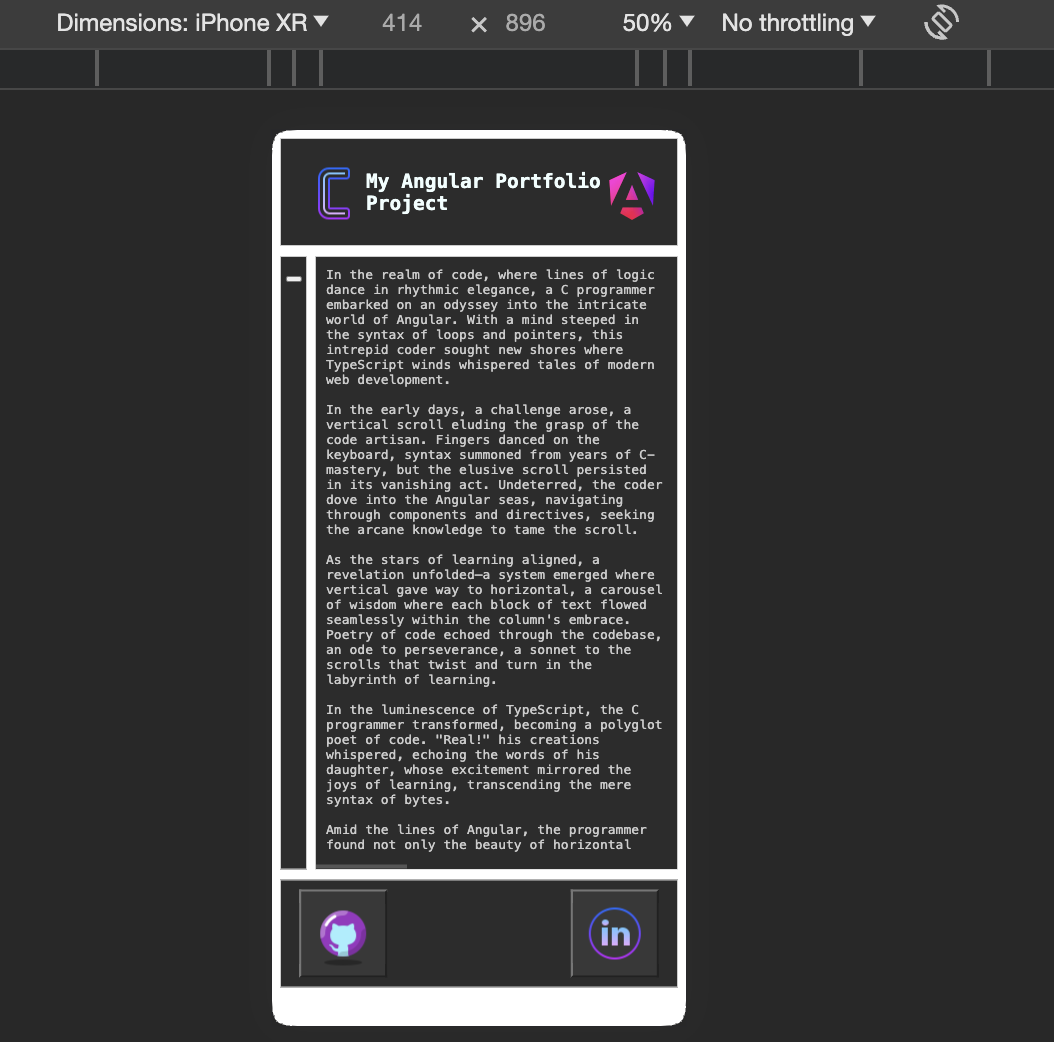 Dimensions: iPhone XR ▼ 414 × 896 50% ▼ No throttling ▼
My Angular Portfolio
Project
In the realm of code, where lines of logic
dance in rhythmic elegance, a C programmer
embarked on an odyssey into the intricate
world of Angular. With a mind steeped in
the syntax of loops and pointers, this
intrepid coder sought new shores where
TypeScript winds whispered tales of modern
web development.
In the early days, a challenge arose, a
vertical scroll eluding the grasp of the
code artisan. Fingers danced on the
keyboard, syntax summoned from years of C-
mastery, but the elusive scroll persisted
in its vanishing act. Undeterred, the coder
dove into the Angular seas, navigating
through components and directives, seeking
the arcane knowledge to tame the scroll.
As the stars of learning aligned, a
revelation unfolded—a system emerged where
vertical gave way to horizontal, a carousel
of wisdom where each block of text flowed
seamlessly within the column's embrace.
Poetry of code echoed through the codebase,
an ode to perseverance, a sonnet to the
scrolls that twist and turn in the
labyrinth of learning.
In the luminescence of TypeScript, the C
programmer transformed, becoming a polyglot
poet of code. "Real!" his creations
whispered, echoing the words of his
daughter, whose excitement mirrored the
joys of learning, transcending the mere
syntax of bytes.
Amid the lines of Angular, the programmer
found not only the beauty of horizontal
in